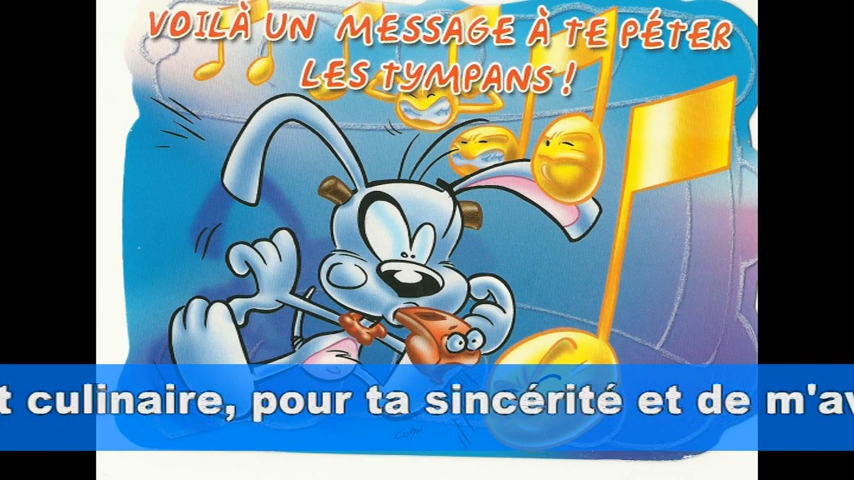 VOILÀ UN MESSAGE À TE PÉTER
LES TYMPANS !
t culinaire, pour ta sincérité et de m'av